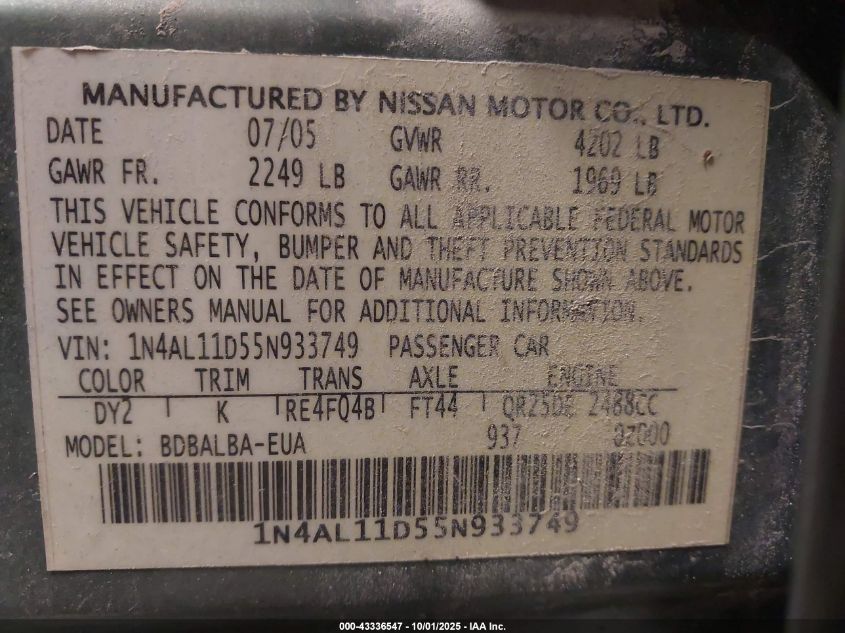 MANUFACTURED BY NISSAN MOTOR CO., LTD.
DATE 07/05 GVWR 4202 LB
GAWR FR. 2249 LB GAWR RR. 1969 LB
THIS VEHICLE CONFORMS TO ALL APPLICABLE FEDERAL MOTOR
VEHICLE SAFETY, BUMPER AND THEFT PREVENTION STANDARDS
IN EFFECT ON THE DATE OF MANUFACTURE SHOWN ABOVE.
SEE OWNERS MANUAL FOR ADDITIONAL INFORMATION.
VIN: 1N4AL11D55N933749 PASSENGER CAR
COLOR TRIM TRANS AXLE ENGINE
DY2 K RE4F04B FT44 QR25DE 2488CC
MODEL: BDBALBA-EUA 937 0Z000
1N4AL11D55N933749
000-43336547 - 10/01/2025 - IAA Inc.